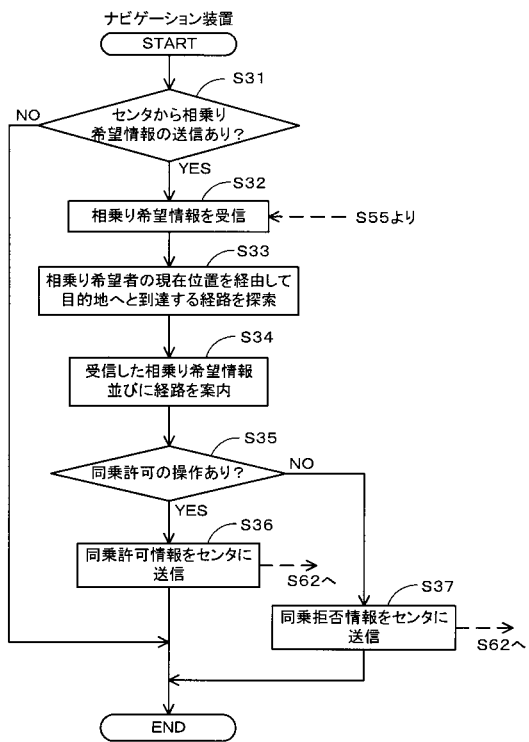 ナビゲーション装置
START
S31
センタから相乗り
希望情報の送信あり？
NO
YES
S32
相乗り希望情報を受信
S55より
S33
相乗り希望者の現在位置を経由して
目的地へと到達する経路を探索
S34
受信した相乗り希望情報
並びに経路を案内
S35
同乗許可の操作あり？
NO
YES
S36
同乗許可情報をセンタに
送信
S62へ
S37
同乗拒否情報をセンタに
送信
S62へ
END